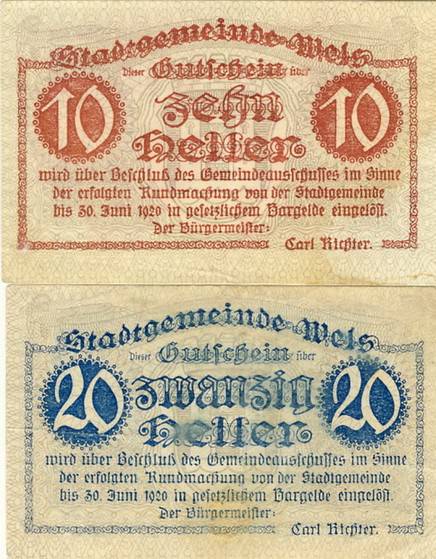 Stadtgemeinde Wels
Dieser Gutschein über
10 Zehn 10
Heller
wird über Beschluß des Gemeindeausschusses im Sinne
der erfolgten Kundmachung von der Stadtgemeinde
bis 30. Juni 1920 in gesetzlichem Bargelde eingelöst.
Der Bürgermeister:
Carl Richter.
Stadtgemeinde Wels
Dieser Gutschein über
20 Zwanzig 20
Heller
wird über Beschluß des Gemeindeausschusses im Sinne
der erfolgten Kundmachung von der Stadtgemeinde
bis 30. Juni 1920 in gesetzlichem Bargelde eingelöst.
Der Bürgermeister:
Carl Richter.